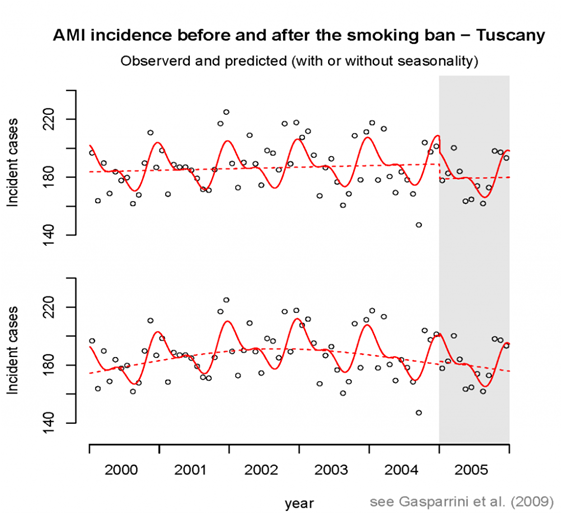 AMI incidence before and after the smoking ban – Tuscany
Observerd and predicted (with or without seasonality)
Incident cases
220
180
140
Incident cases
220
180
140
2000 2001 2002 2003 2004 2005
year
see Gasparrini et al. (2009)